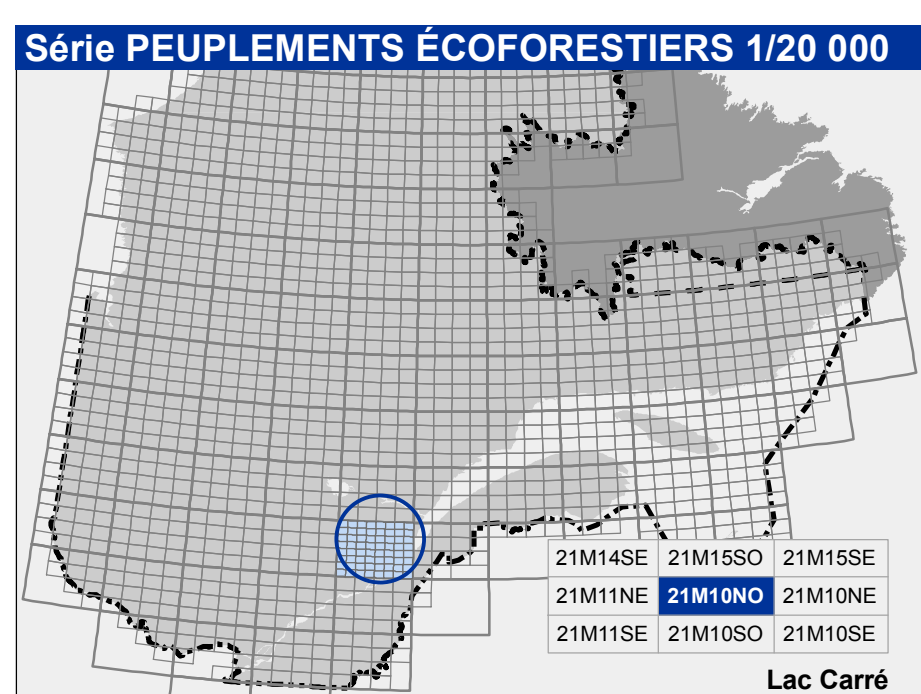 Série PEUPLEMENTS ÉCOFORESTIERS 1/20 000
21M14SE 21M15SO 21M15SE
21M11NE 21M10NO 21M10NE
21M11SE 21M10SO 21M10SE
Lac Carré